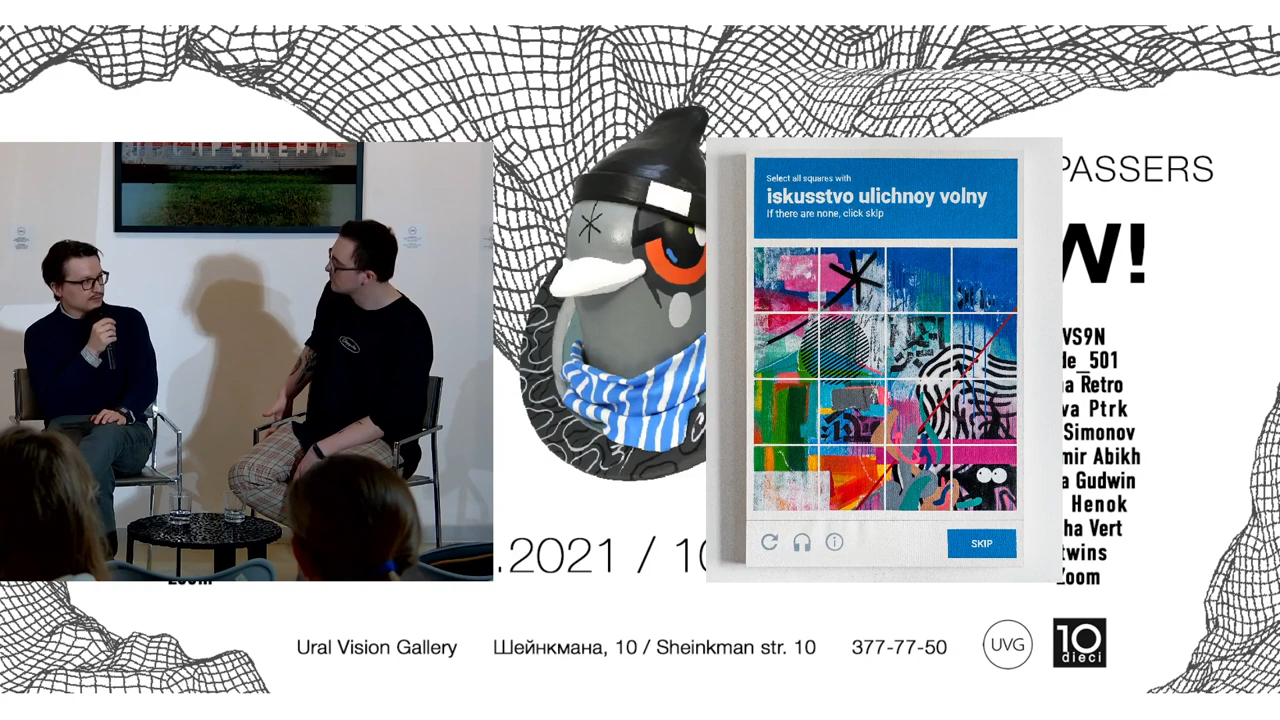 PASSERS
W!
Select all squares with
iskusstvo ulichnoy volny
If there are none, click skip
VS9N
de_501
a Retro
va Ptrk
Simonov
mir Abikh
a Gudwin
Henok
ha Vert
twins
Zoom
SKIP
.2021 / 10
Ural Vision Gallery
Шейнкмана, 10 / Sheinkman str. 10
377-77-50
UVG
10
dieci